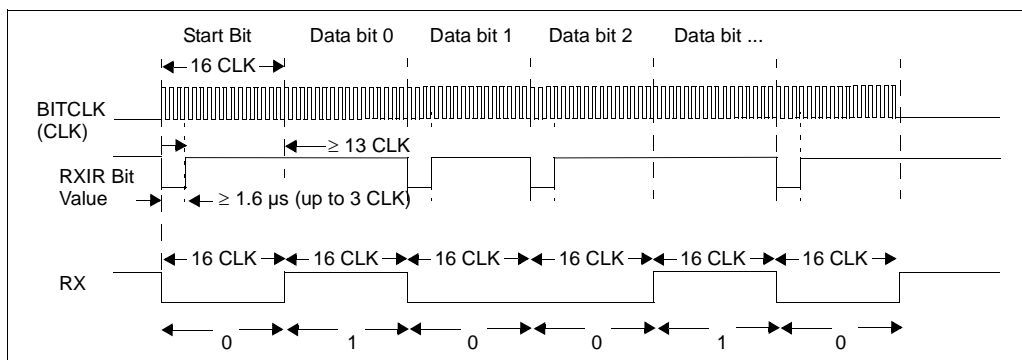 Start Bit Data bit 0 Data bit 1 Data bit 2 Data bit ...
16 CLK
BITCLK
(CLK)
≥ 13 CLK
RXIR Bit
Value
≥ 1.6 µs (up to 3 CLK)
16 CLK 16 CLK 16 CLK 16 CLK 16 CLK 16 CLK
RX
0 1 0 0 1 0